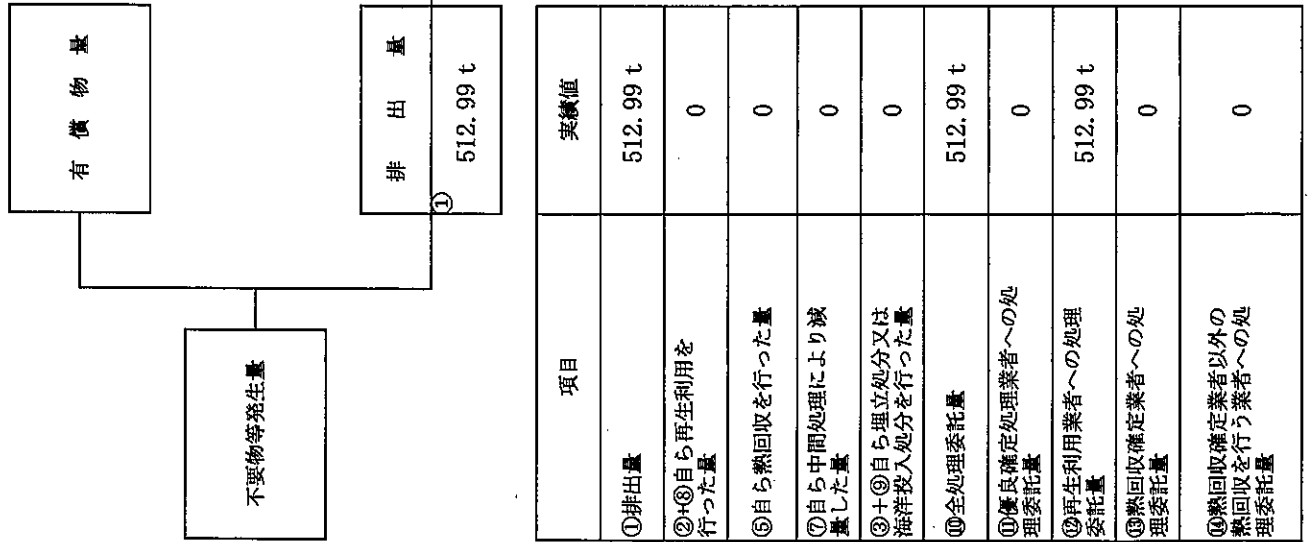 不要物等発生量
有償物量
排出量
①
512.99 t
項目
実績値
①排出量
512.99 t
②+⑧自ら再生利用を
行った量
0
⑤自ら熱回収を行った量
0
⑦自ら中間処理により減
量した量
0
③+⑨自ら埋立処分又は
海洋投入処分を行った量
0
⑩全処理委託量
512.99 t
⑪優良確定処理業者への処
理委託量
0
⑫再生利用業者への処理
委託量
512.99 t
⑬熱回収確定業者への処
理委託量
0
⑭熱回収確定業者以外の
熱回収を行う業者への処
理委託量
0